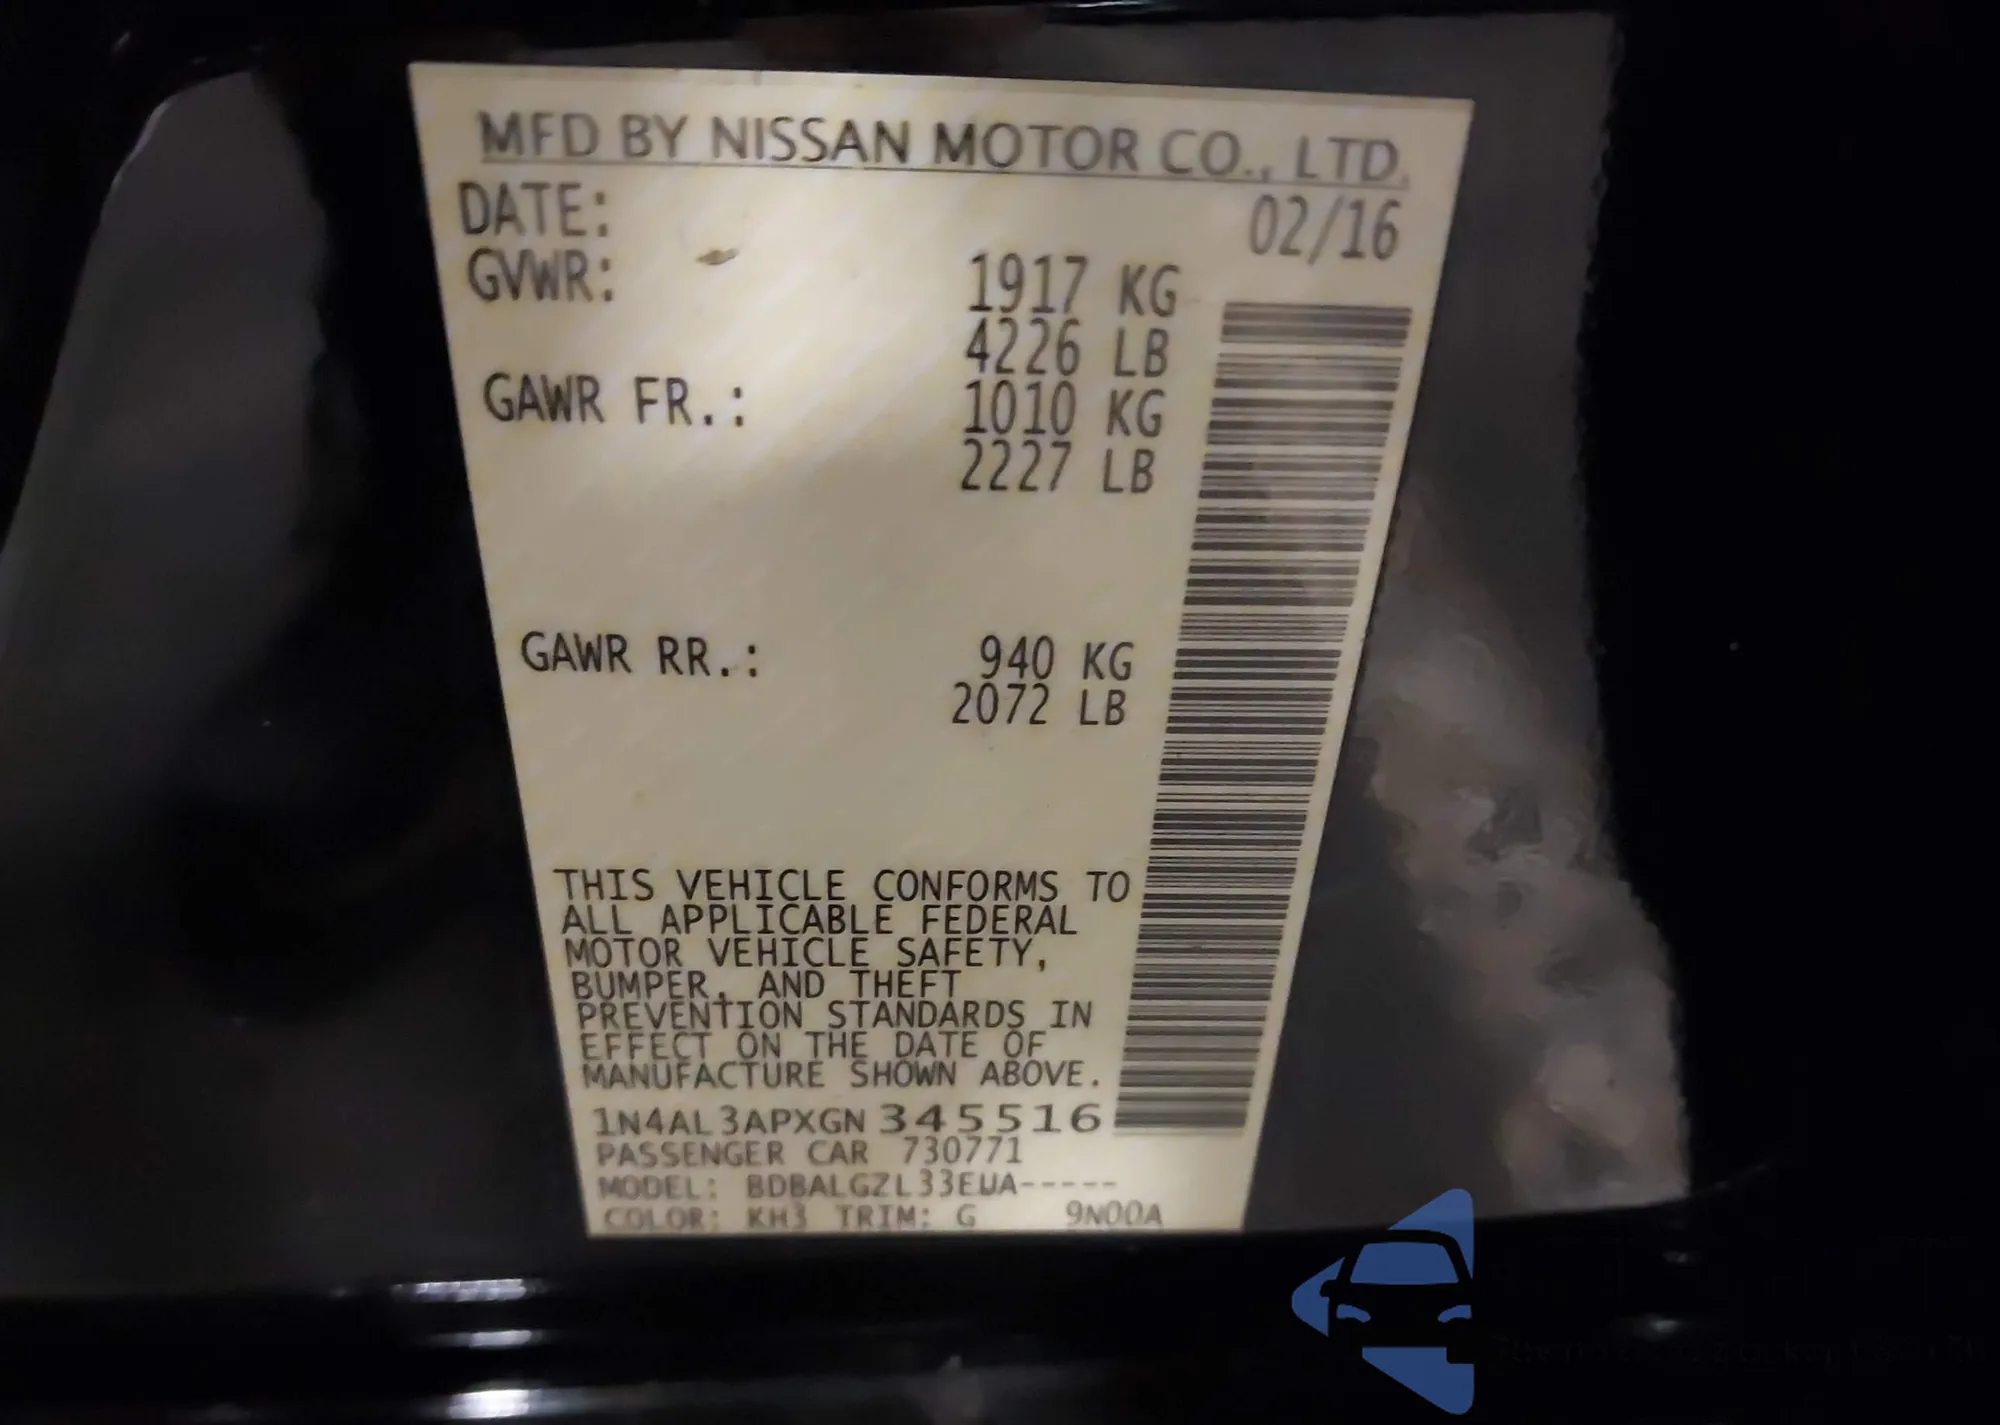 MFD BY NISSAN MOTOR CO., LTD.
DATE: 02/16
GVWR: 1917 KG
4226 LB
GAWR FR.: 1010 KG
2227 LB
GAWR RR.: 940 KG
2072 LB
THIS VEHICLE CONFORMS TO
ALL APPLICABLE FEDERAL
MOTOR VEHICLE SAFETY,
BUMPER, AND THEFT
PREVENTION STANDARDS IN
EFFECT ON THE DATE OF
MANUFACTURE SHOWN ABOVE.
1N4AL3APXGN345516
PASSENGER CAR 730771
MODEL: BDBALGZL33EUA-----
COLOR: KH3 TRIM: G 9N00A